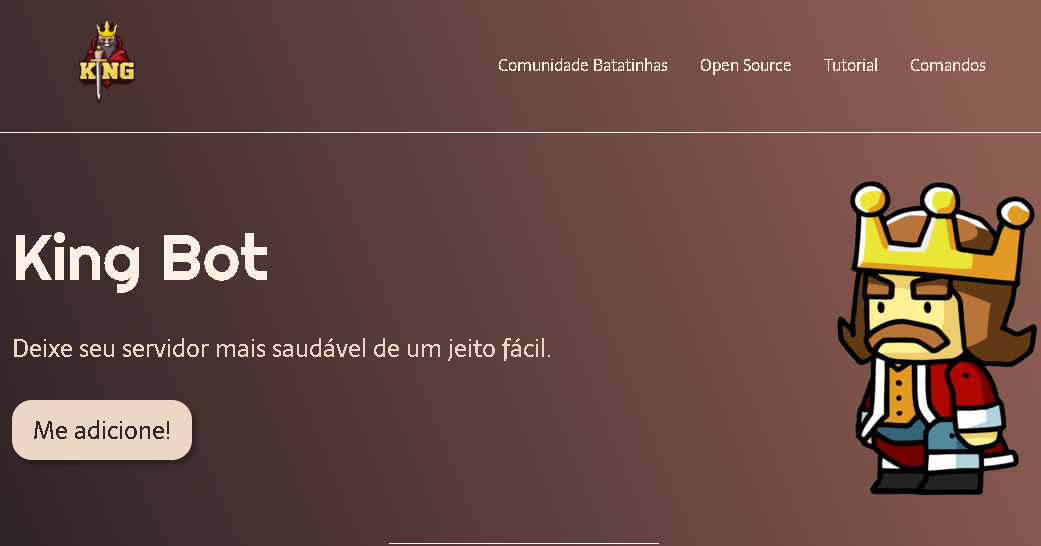 KING
Comunidade Batatinhas Open Source Tutorial Comandos
King Bot
Deixe seu servidor mais saudável de um jeito fácil.
Me adicione!